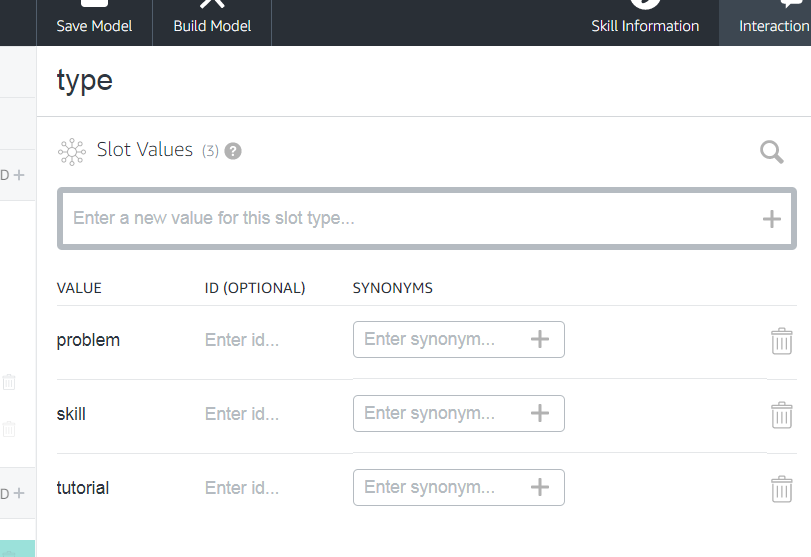 Save Model Build Model Skill Information Interaction
type
Slot Values (3) ?
D +
Enter a new value for this slot type... +
VALUE ID (OPTIONAL) SYNONYMS
problem Enter id... Enter synonym... +
skill Enter id... Enter synonym... +
tutorial Enter id... Enter synonym... +
D +